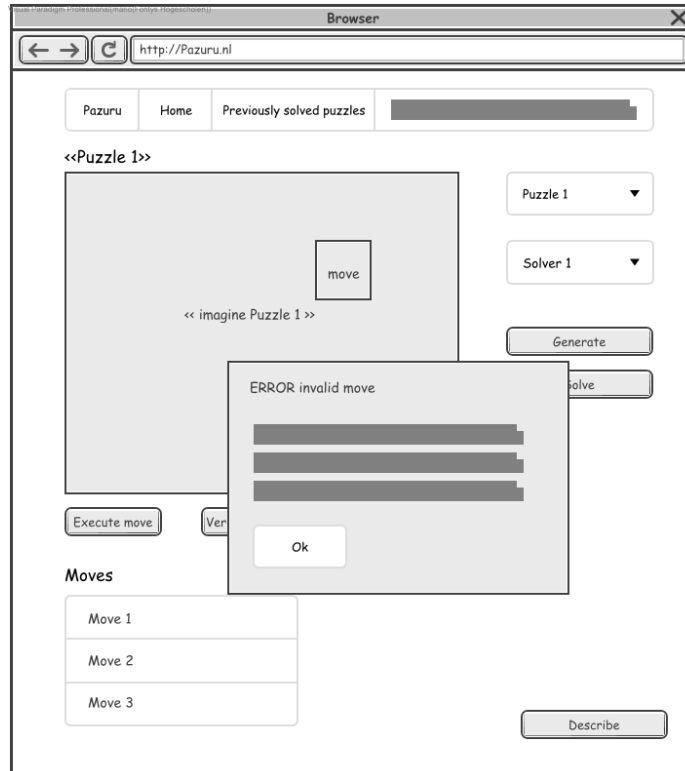 Visual Paradigm Professional(mario(Fontys Hogescholen))
Browser
http://Pazuru.nl
Pazuru
Home
Previously solved puzzles
<<Puzzle 1>>
Puzzle 1
move
Solver 1
<< imagine Puzzle 1 >>
Generate
ERROR invalid move
Solve
Ok
Execute move
Ver
Moves
Move 1
Move 2
Move 3
Describe